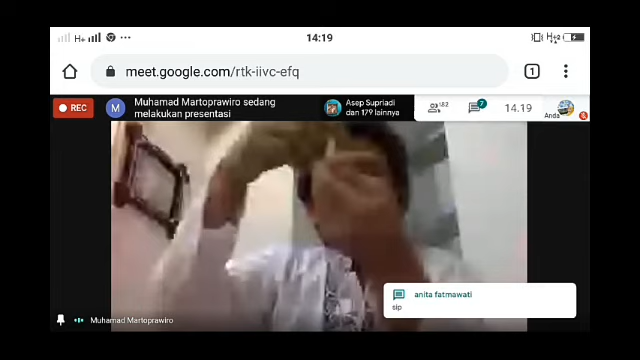 H+ ··· 14:19 H+
meet.google.com/rtk-iivc-efq 1
REC M Muhamad Martoprawiro sedang
melakukan presentasi
Asep Supriadi
dan 179 lainnya
182 7 14.19 Anda
anita fatmawati
sip
Muhamad Martoprawiro